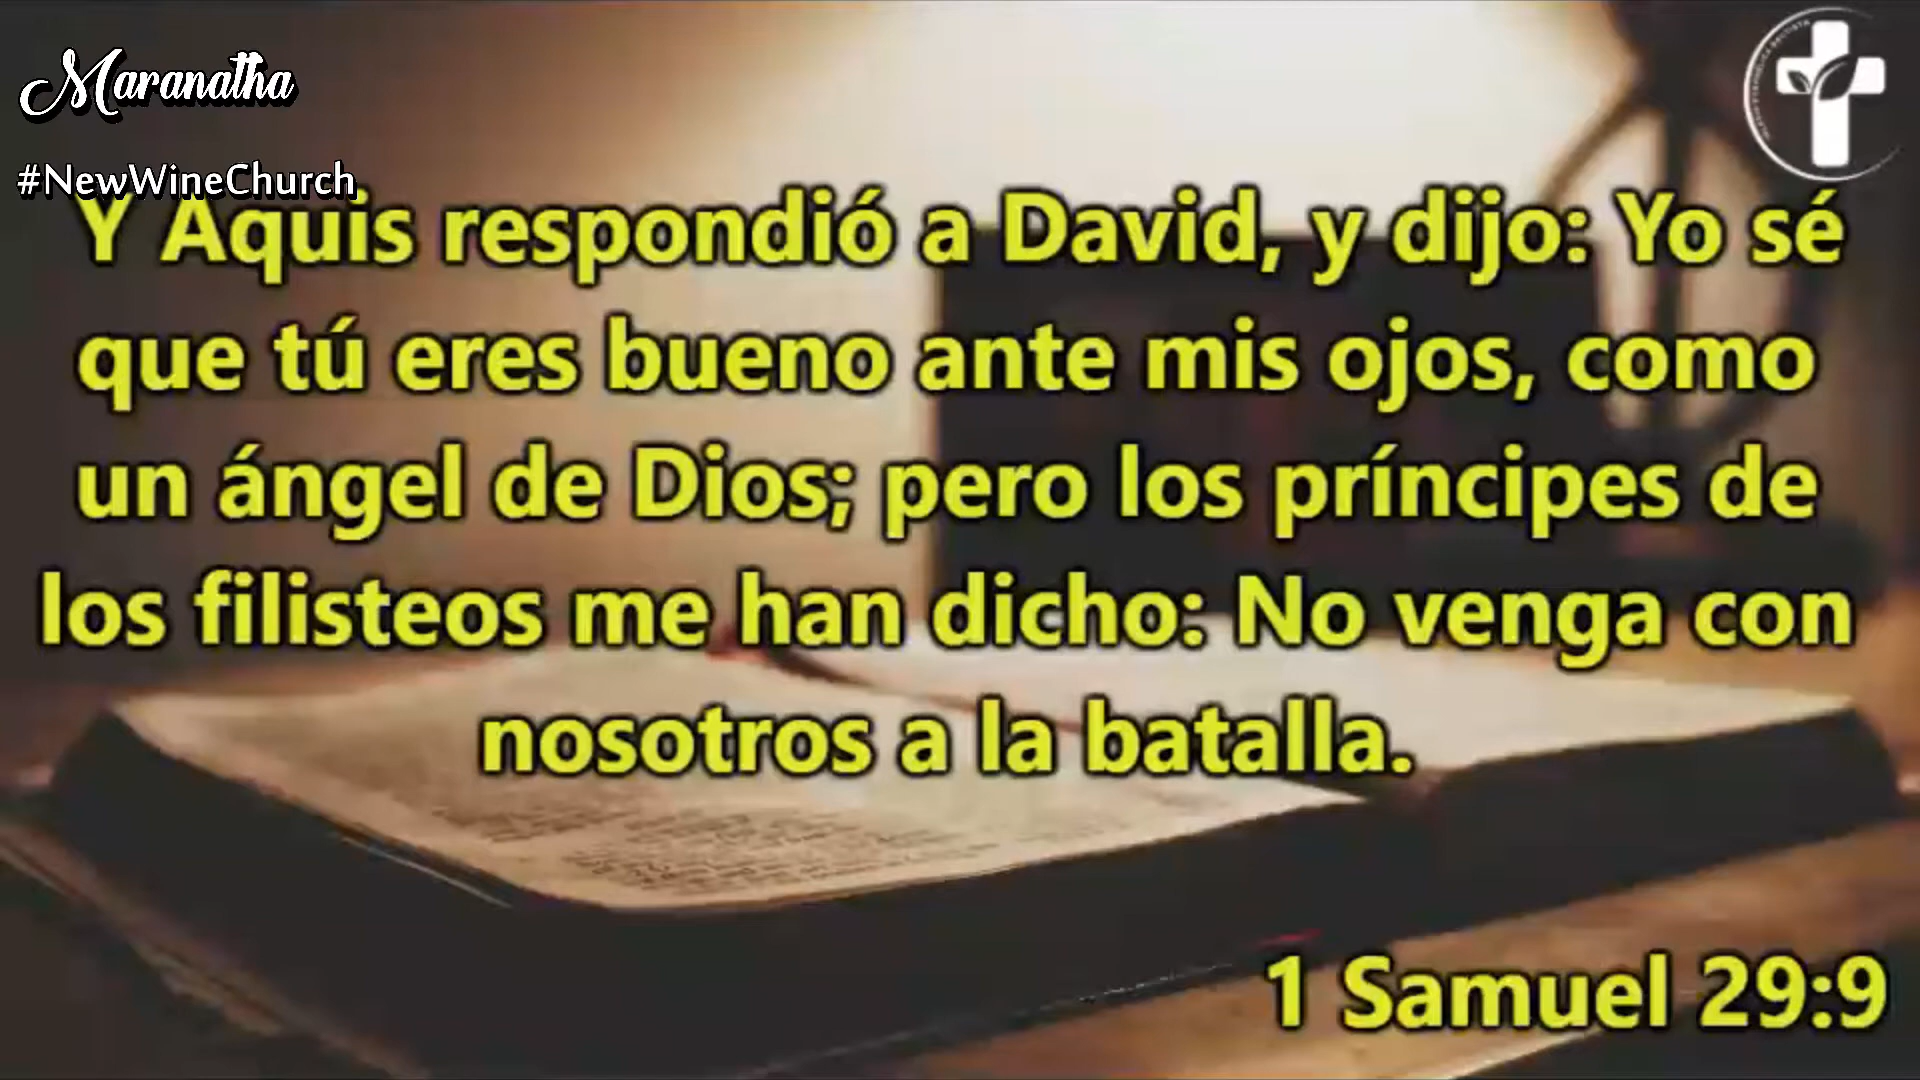 Maranatha
#NewWineChurch
Y Aquis respondió a David, y dijo: Yo sé
que tú eres bueno ante mis ojos, como
un ángel de Dios; pero los príncipes de
los filisteos me han dicho: No venga con
nosotros a la batalla.
1 Samuel 29:9